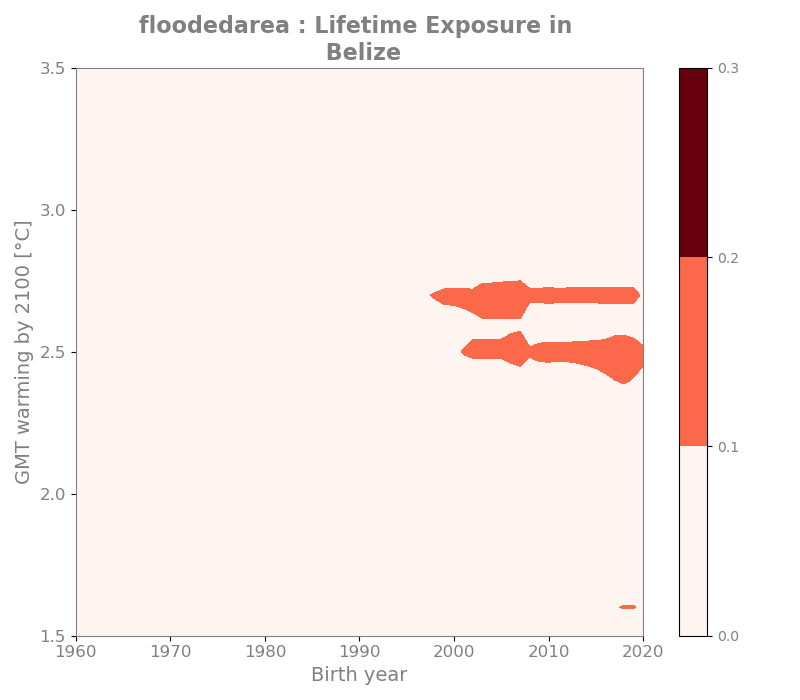 floodedarea : Lifetime Exposure in
Belize
3.5
3.0
2.5
2.0
1.5
GMT warming by 2100 [°C]
1960 1970 1980 1990 2000 2010 2020
Birth year
0.3
0.2
0.1
0.0